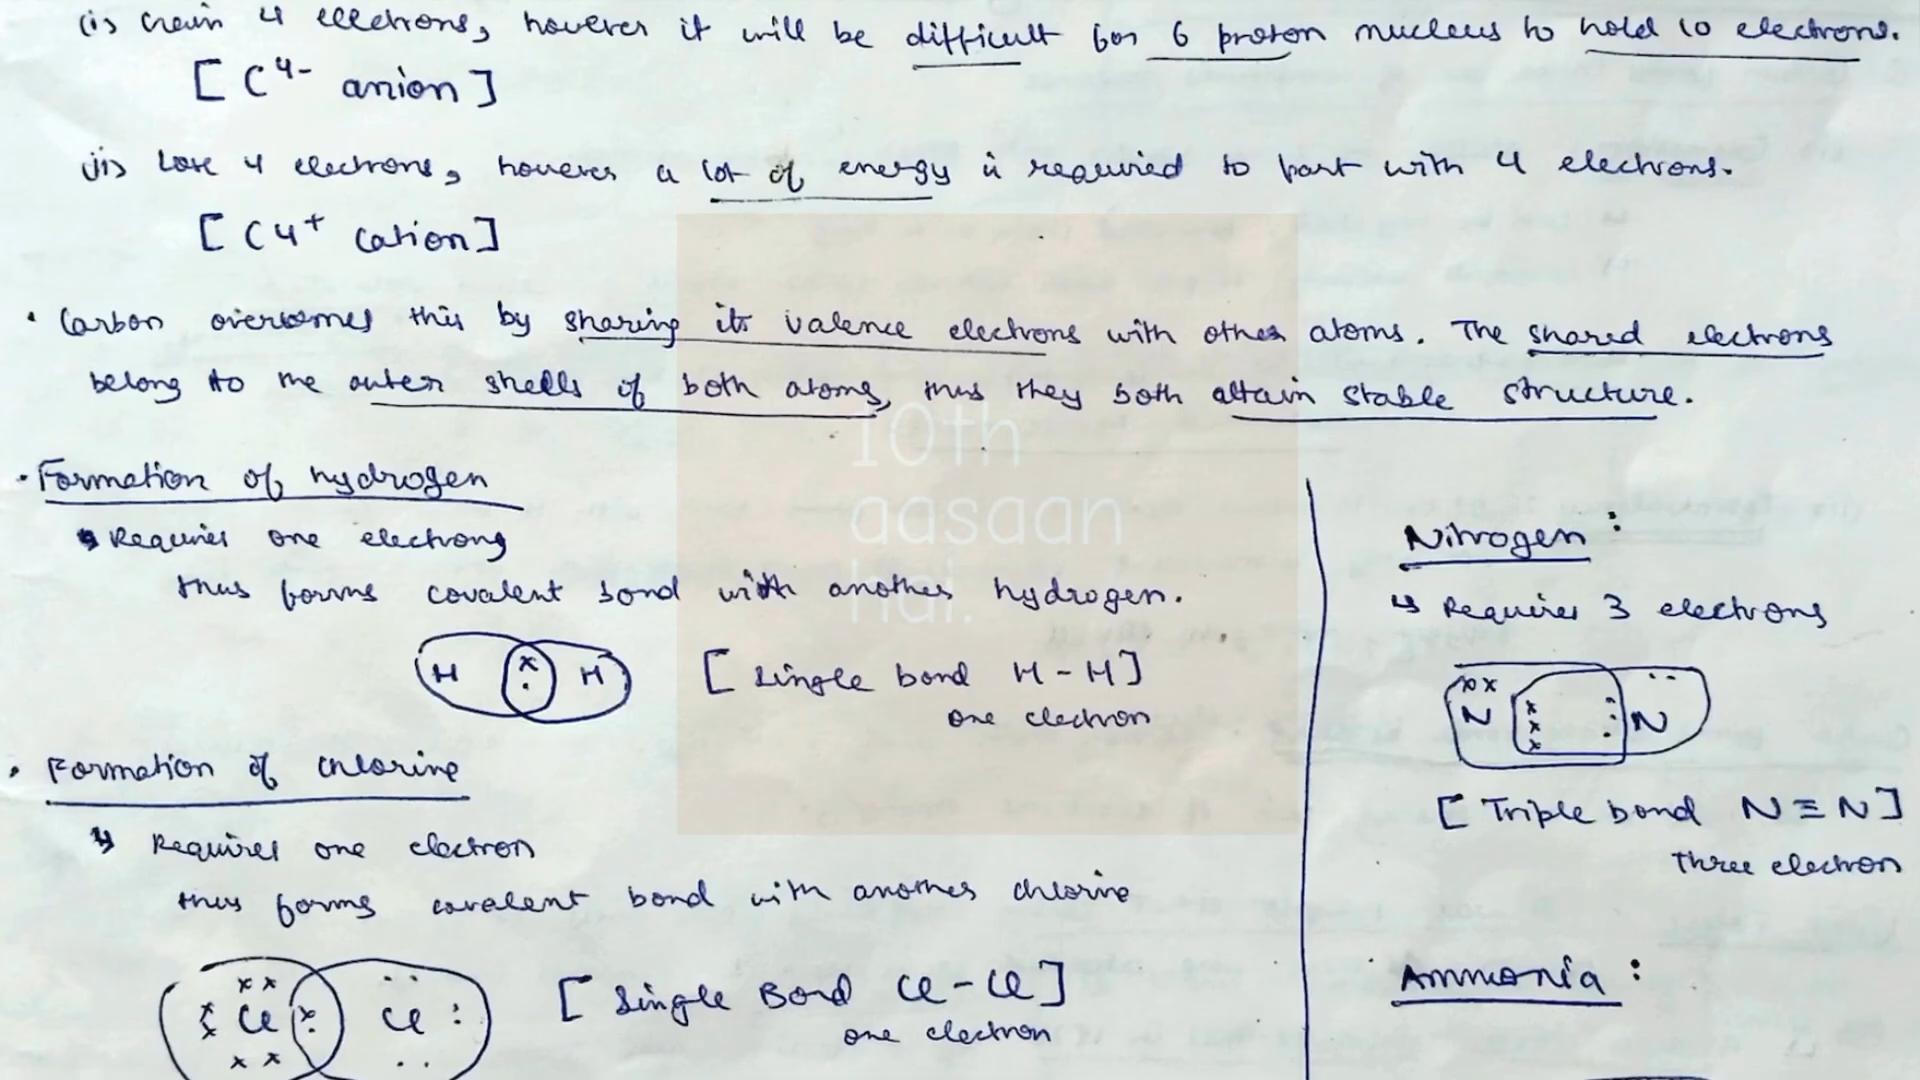 (i) Gain 4 electrons, however it will be difficult for 6 proton nucleus to hold 10 electrons.
[ C⁴⁻ anion ]
(ii) Lose 4 electrons, however a lot of energy is required to part with 4 electrons.
[ C4⁺ cation ]
• Carbon overcomes this by sharing its valence electrons with other atoms. The shared electrons
belong to the outer shells of both atoms, thus they both attain stable structure.
• Formation of hydrogen
↳ Requires one electron,
thus forms covalent bond with another hydrogen.
H x . H [ Single bond H - H ]
one electron
• Formation of chlorine
↳ Requires one electron
thus forms covalent bond with another chlorine
Cl Cl [ Single Bond Cl - Cl ]
one electron
Nitrogen :
↳ Requires 3 electrons
N N
[ Triple bond N ≡ N ]
three electron
Ammonia :
10th
aasaan
hai.